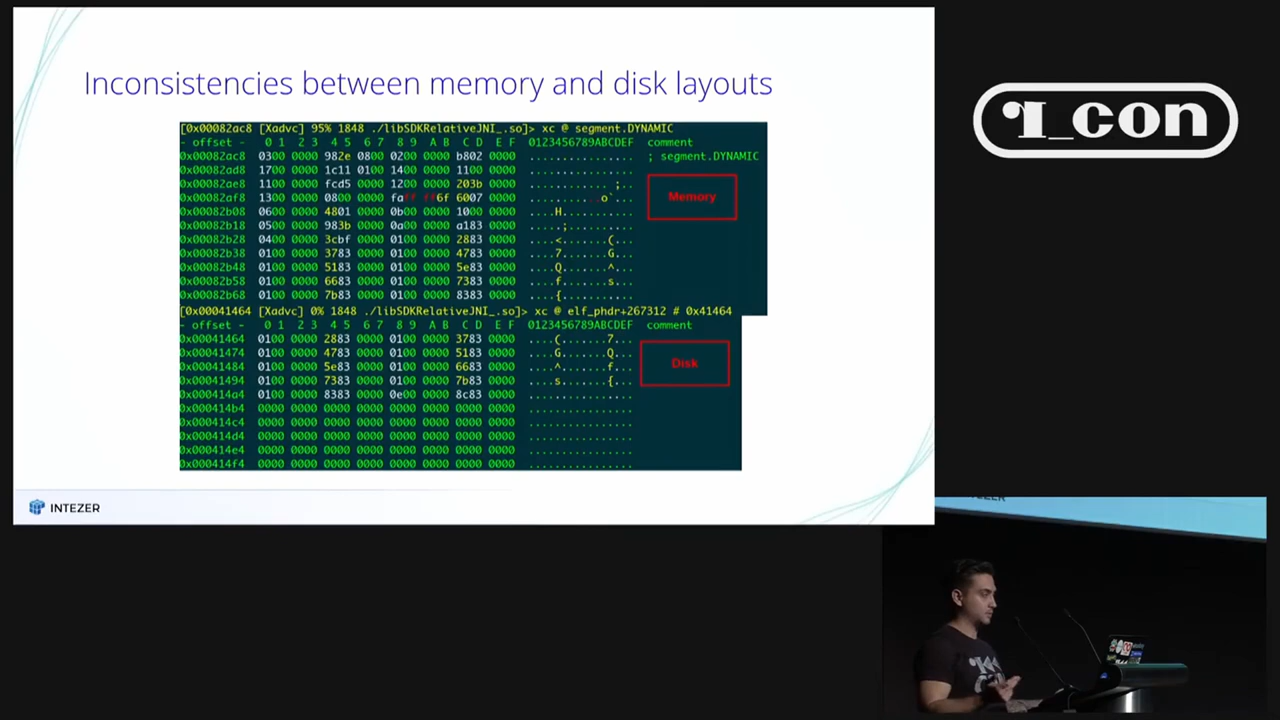 Inconsistencies between memory and disk layouts
[0x00082ac8 [Xadvc] 95% 1848 ./libSDKRelativeJNI_.so]> xc @ segment.DYNAMIC
- offset -   0 1  2 3  4 5  6 7  8 9  A B  C D  E F  0123456789ABCDEF  comment
0x00082ac8  0300 0000 982e 0800 0200 0000 b802 0000  ................  ; segment.DYNAMIC
0x00082ad8  1700 0000 1c11 0100 1400 0000 1100 0000  ................
0x00082ae8  1100 0000 fcd5 0000 1200 0000 203b 0000  ............ ;..
0x00082af8  1300 0000 0800 0000 faff ff6f 6007 0000  ...........o`...
0x00082b08  0600 0000 4801 0000 0b00 0000 1000 0000  ....H...........
0x00082b18  0500 0000 983b 0000 0a00 0000 a183 0000  .....;..........
0x00082b28  0400 0000 3cbf 0000 0100 0000 2883 0000  ....<.......(...
0x00082b38  0100 0000 3783 0000 0100 0000 4783 0000  ....7.......G...
0x00082b48  0100 0000 5183 0000 0100 0000 5e83 0000  ....Q.......^...
0x00082b58  0100 0000 6683 0000 0100 0000 7383 0000  ....f.......s...
0x00082b68  0100 0000 7b83 0000 0100 0000 8383 0000  ....{...........
Memory
[0x00041464 [Xadvc] 0% 1848 ./libSDKRelativeJNI_.so]> xc @ elf_phdr+267312 # 0x41464
- offset -   0 1  2 3  4 5  6 7  8 9  A B  C D  E F  0123456789ABCDEF  comment
0x00041464  0100 0000 2883 0000 0100 0000 3783 0000  ....(.......7...
0x00041474  0100 0000 4783 0000 0100 0000 5183 0000  ....G.......Q...
0x00041484  0100 0000 5e83 0000 0100 0000 6683 0000  ....^.......f...
0x00041494  0100 0000 7383 0000 0100 0000 7b83 0000  ....s.......{...
0x000414a4  0100 0000 8383 0000 0e00 0000 8c83 0000  ................
0x000414b4  0000 0000 0000 0000 0000 0000 0000 0000  ................
0x000414c4  0000 0000 0000 0000 0000 0000 0000 0000  ................
0x000414d4  0000 0000 0000 0000 0000 0000 0000 0000  ................
0x000414e4  0000 0000 0000 0000 0000 0000 0000 0000  ................
0x000414f4  0000 0000 0000 0000 0000 0000 0000 0000  ................
Disk
INTEZER
r2_con